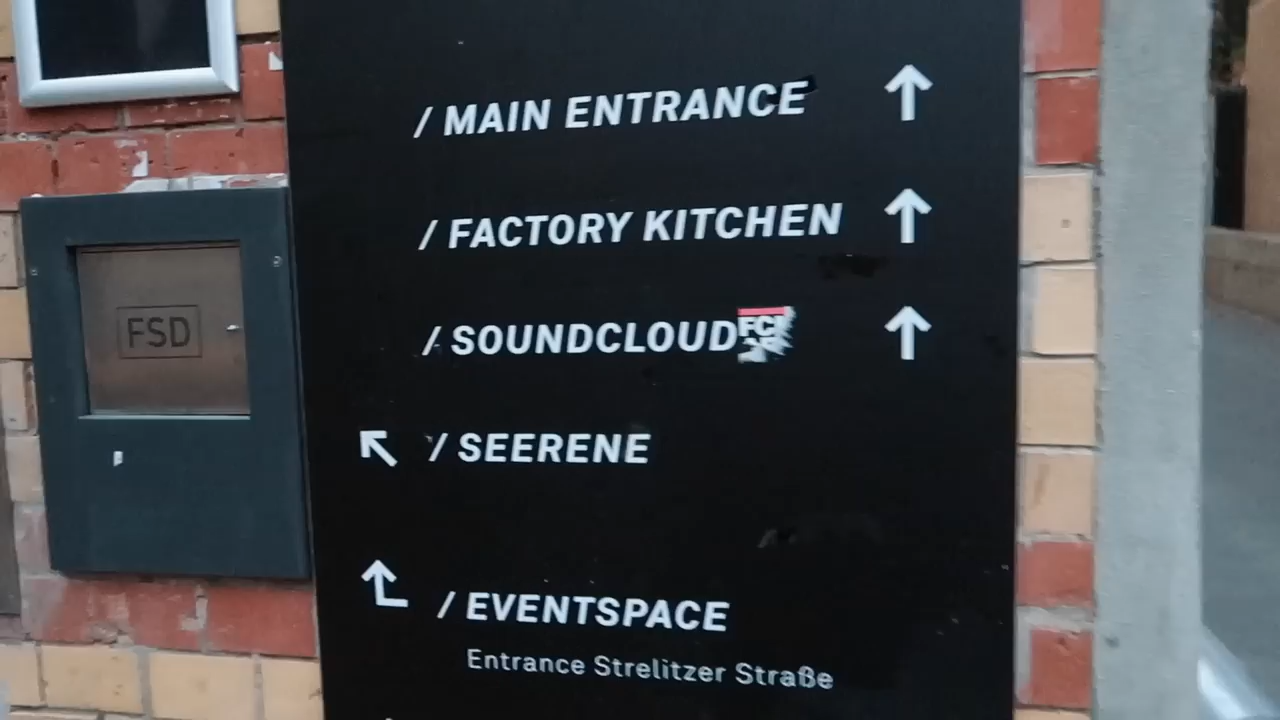 / MAIN ENTRANCE ↑
/ FACTORY KITCHEN ↑
/ SOUNDCLOUD ↑
FSD
↖ / SEERENE
/ EVENTSPACE
Entrance Strelitzer Straße